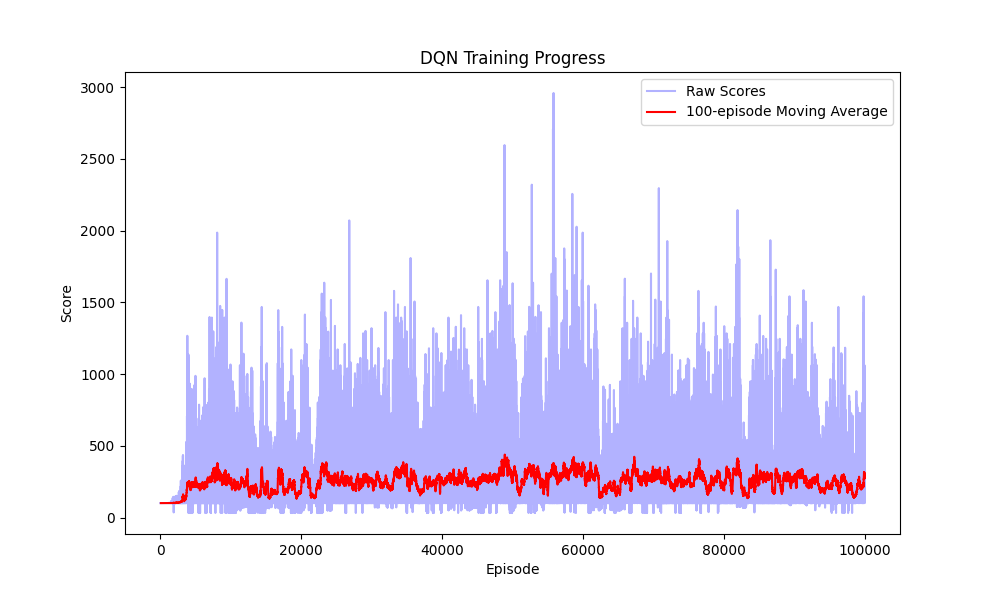 DQN Training Progress
Raw Scores
100-episode Moving Average
3000
2500
2000
1500
1000
500
0
Score
0
20000
40000
60000
80000
100000
Episode